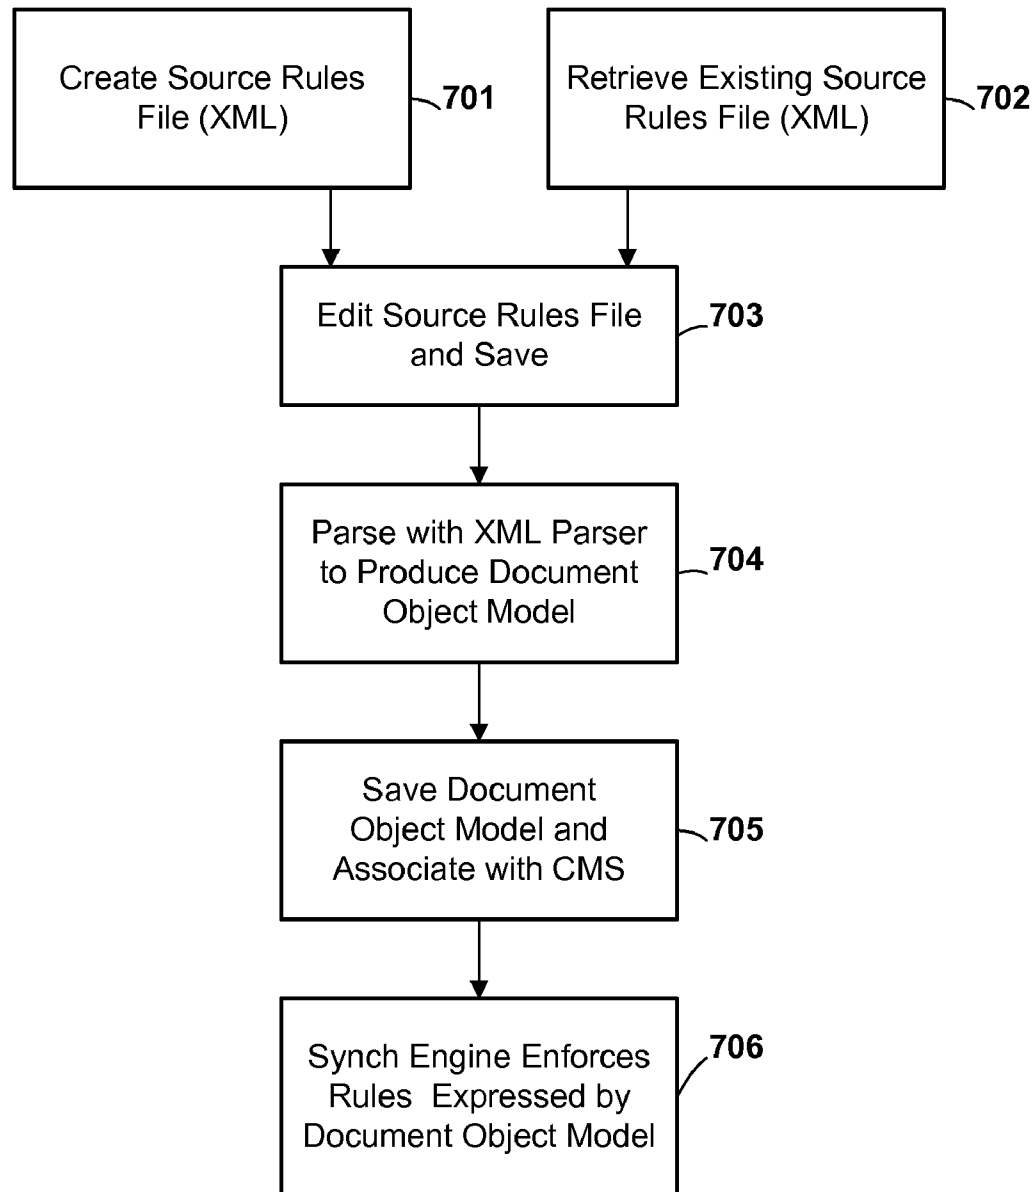 Create Source Rules
File (XML)
701
Retrieve Existing Source
Rules File (XML)
702
Edit Source Rules File
and Save
703
Parse with XML Parser
to Produce Document
Object Model
704
Save Document
Object Model and
Associate with CMS
705
Synch Engine Enforces
Rules Expressed by
Document Object Model
706